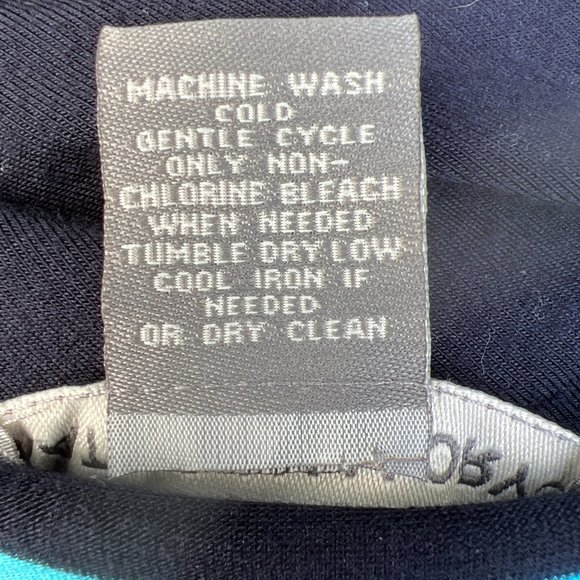 MACHINE WASH
COLD
GENTLE CYCLE
ONLY NON-
CHLORINE BLEACH
WHEN NEEDED
TUMBLE DRY LOW
COOL IRON IF
NEEDED
OR DRY CLEAN